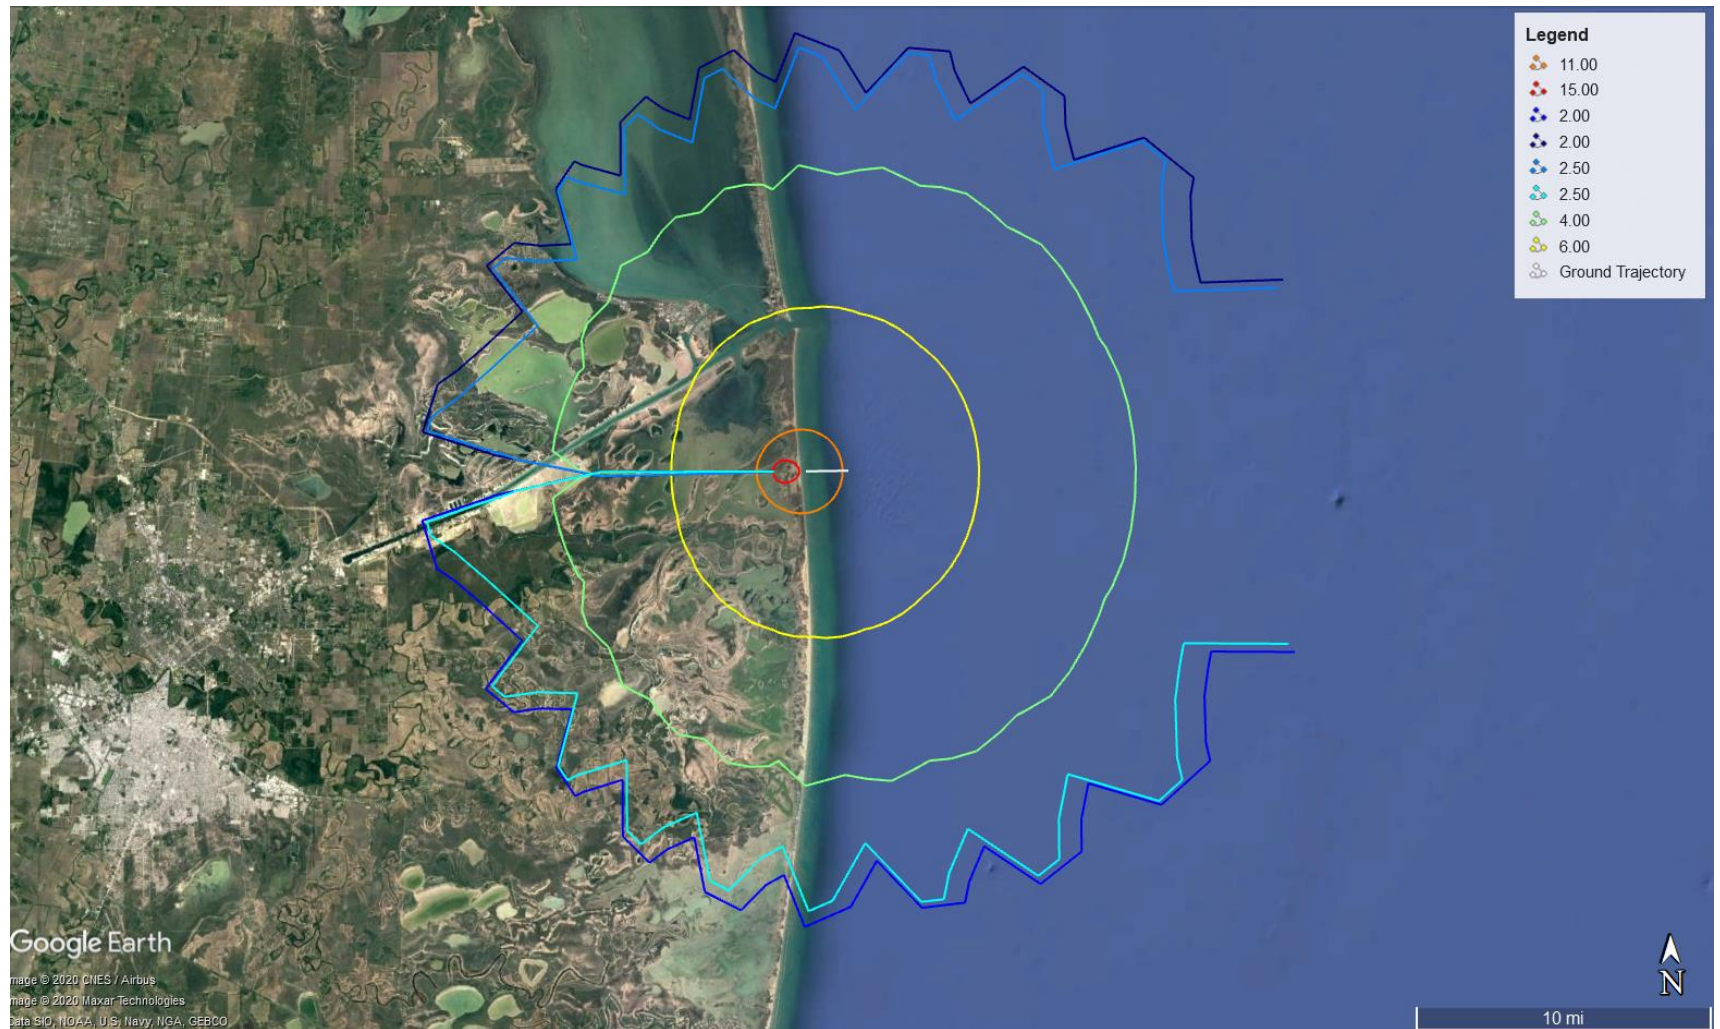 Legend
11.00
15.00
2.00
2.00
2.50
2.50
4.00
6.00
Ground Trajectory
Google Earth
mage © 2020 CNES / Airbus
mage © 2020 Maxar Technologies
Data SIO, NOAA, U.S. Navy, NGA, GEBCO
N
10 mi